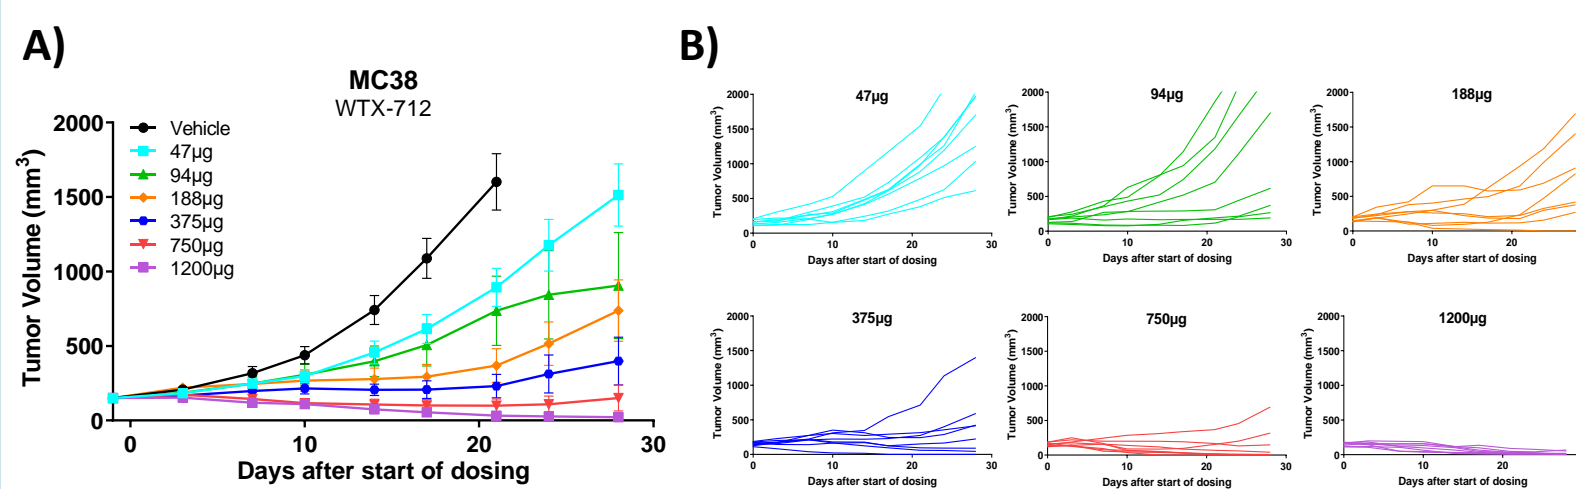 A)
MC38
WTX-712
Tumor Volume (mm³)
2000
1500
1000
500
0
Vehicle
47µg
94µg
188µg
375µg
750µg
1200µg
0 10 20 30
Days after start of dosing
B)
47µg
Tumor Volume (mm³)
2000
1500
1000
500
0
0 10 20 30
Days after start of dosing
94µg
Tumor Volume (mm³)
2000
1500
1000
500
0
0 10 20 30
Days after start of dosing
188µg
Tumor Volume (mm³)
2000
1500
1000
500
0
0 10 20
Days after start of dosing
375µg
Tumor Volume (mm³)
2000
1500
1000
500
0
0 10 20 30
Days after start of dosing
750µg
Tumor Volume (mm³)
2000
1500
1000
500
0
0 10 20 30
Days after start of dosing
1200µg
Tumor Volume (mm³)
2000
1500
1000
500
0
0 10 20
Days after start of dosing